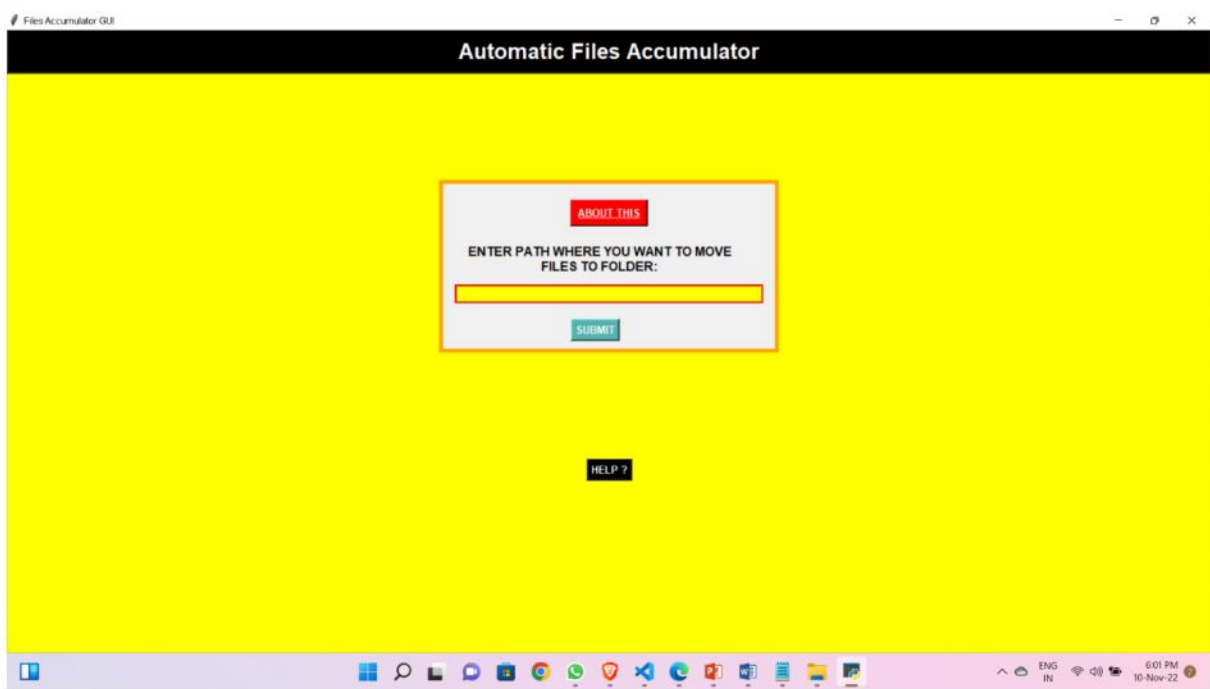 Files Accumulator GUI
Automatic Files Accumulator
ABOUT THIS
ENTER PATH WHERE YOU WANT TO MOVE
FILES TO FOLDER:
SUBMIT
HELP ?
ENG
IN
6:01 PM
10-Nov-22